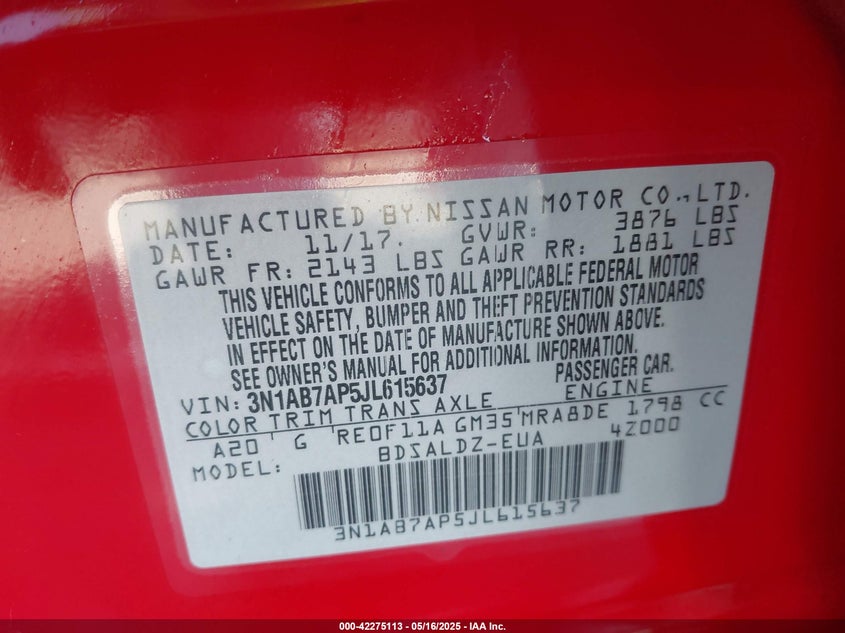 MANUFACTURED BY NISSAN MOTOR CO., LTD.
DATE: 11/17. GVWR: 3876 LBS
GAWR FR: 2143 LBS GAWR RR: 1881 LBS
THIS VEHICLE CONFORMS TO ALL APPLICABLE FEDERAL MOTOR
VEHICLE SAFETY, BUMPER AND THEFT PREVENTION STANDARDS
IN EFFECT ON THE DATE OF MANUFACTURE SHOWN ABOVE.
SEE OWNER'S MANUAL FOR ADDITIONAL INFORMATION.
VIN: 3N1AB7AP5JL615637 PASSENGER CAR.
COLOR TRIM TRANS AXLE ENGINE
A20 G RE0F11A GM35 MRA8DE 1798 CC
MODEL: BDSALDZ-EUA 4Z000
3N1AB7AP5JL615637
000-42275113 - 05/16/2025 - IAA Inc.